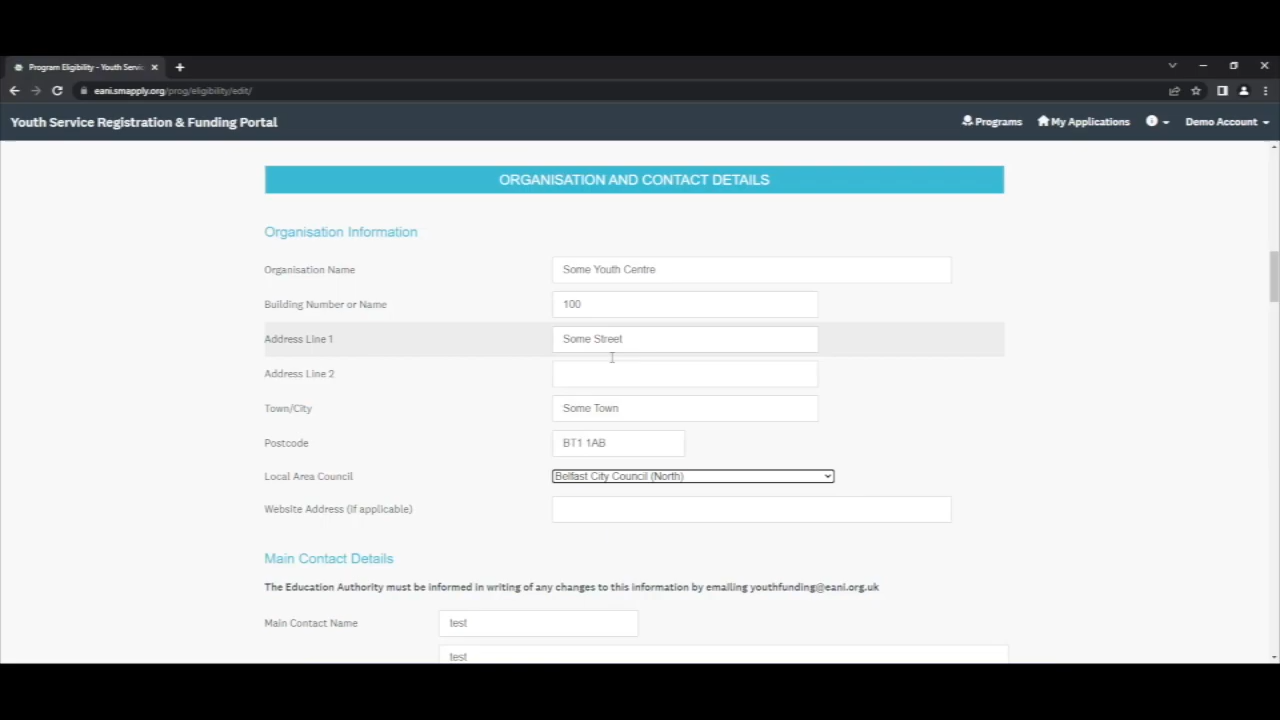 Program Eligibility - Youth Servic
eani.smapply.org/prog/eligibility/edit/
Youth Service Registration & Funding Portal
Programs My Applications Demo Account
ORGANISATION AND CONTACT DETAILS
Organisation Information
Organisation Name Some Youth Centre
Building Number or Name 100
Address Line 1 Some Street
Address Line 2
Town/City Some Town
Postcode BT1 1AB
Local Area Council Belfast City Council (North)
Website Address (if applicable)
Main Contact Details
The Education Authority must be informed in writing of any changes to this information by emailing youthfunding@eani.org.uk
Main Contact Name test
test